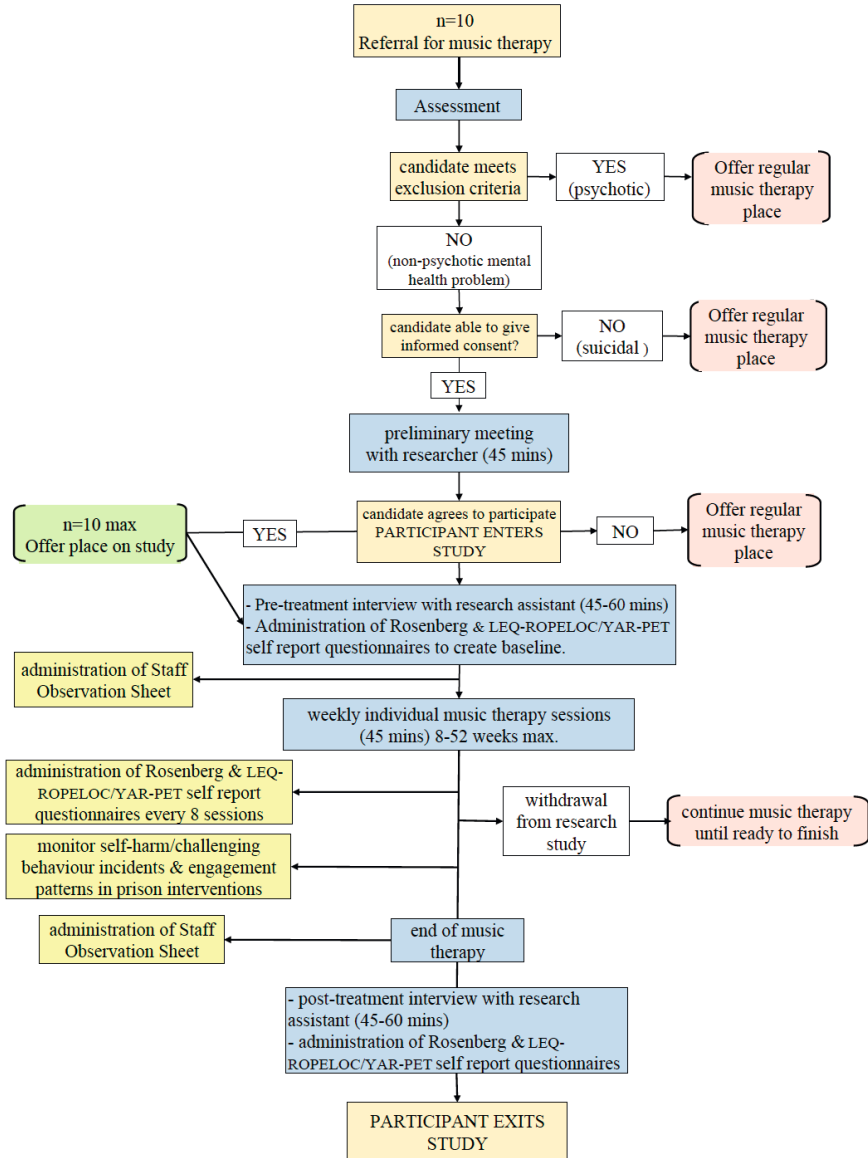 n=10
Referral for music therapy
Assessment
candidate meets
exclusion criteria
YES
(psychotic)
Offer regular
music therapy
place
NO
(non-psychotic mental
health problem)
candidate able to give
informed consent?
NO
(suicidal )
Offer regular
music therapy
place
YES
preliminary meeting
with researcher (45 mins)
n=10 max
Offer place on study
YES
candidate agrees to participate
PARTICIPANT ENTERS
STUDY
NO
Offer regular
music therapy
place
- Pre-treatment interview with research assistant (45-60 mins)
- Administration of Rosenberg & LEQ-ROPELOC/YAR-PET
self report questionnaires to create baseline.
administration of Staff
Observation Sheet
weekly individual music therapy sessions
(45 mins) 8-52 weeks max.
administration of Rosenberg & LEQ-
ROPELOC/YAR-PET self report
questionnaires every 8 sessions
withdrawal
from research
study
continue music therapy
until ready to finish
monitor self-harm/challenging
behaviour incidents & engagement
patterns in prison interventions
administration of Staff
Observation Sheet
end of music
therapy
- post-treatment interview with research
assistant (45-60 mins)
- administration of Rosenberg & LEQ-
ROPELOC/YAR-PET self report questionnaires
PARTICIPANT EXITS
STUDY